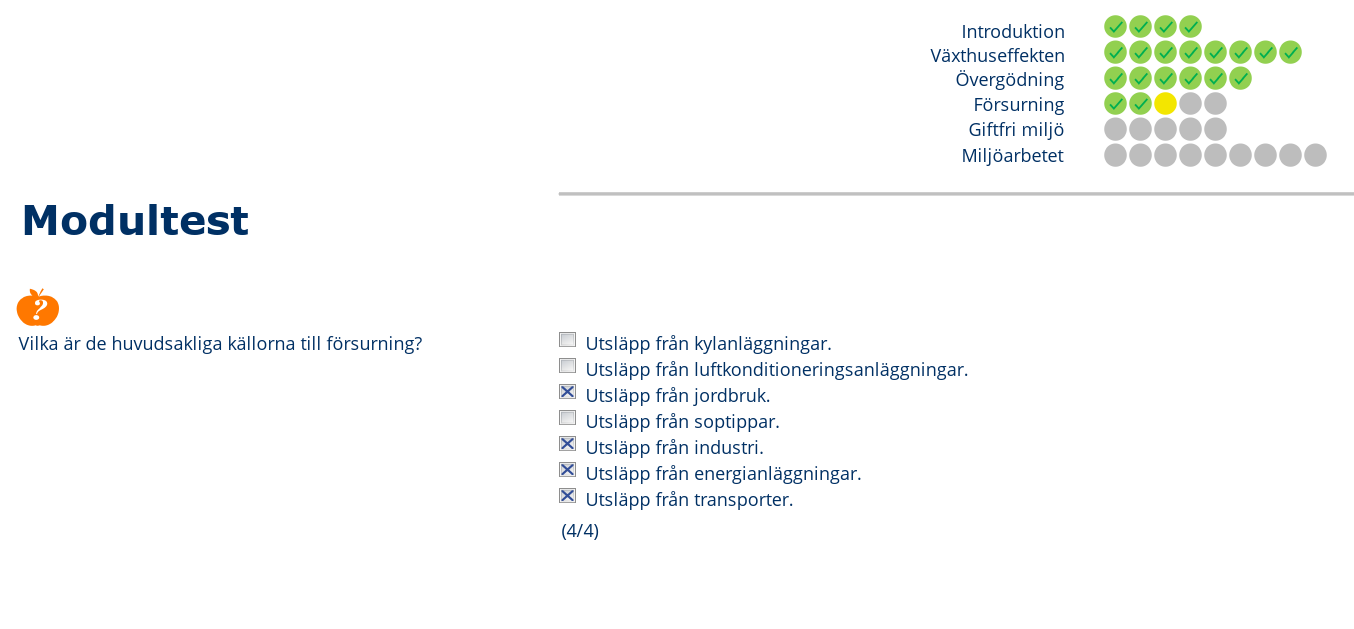 Introduktion
Växthuseffekten
Övergödning
Försurning
Giftfri miljö
Miljöarbetet
Modultest
?
Vilka är de huvudsakliga källorna till försurning?
Utsläpp från kylanläggningar.
Utsläpp från luftkonditioneringsanläggningar.
Utsläpp från jordbruk.
Utsläpp från soptippar.
Utsläpp från industri.
Utsläpp från energianläggningar.
Utsläpp från transporter.
(4/4)